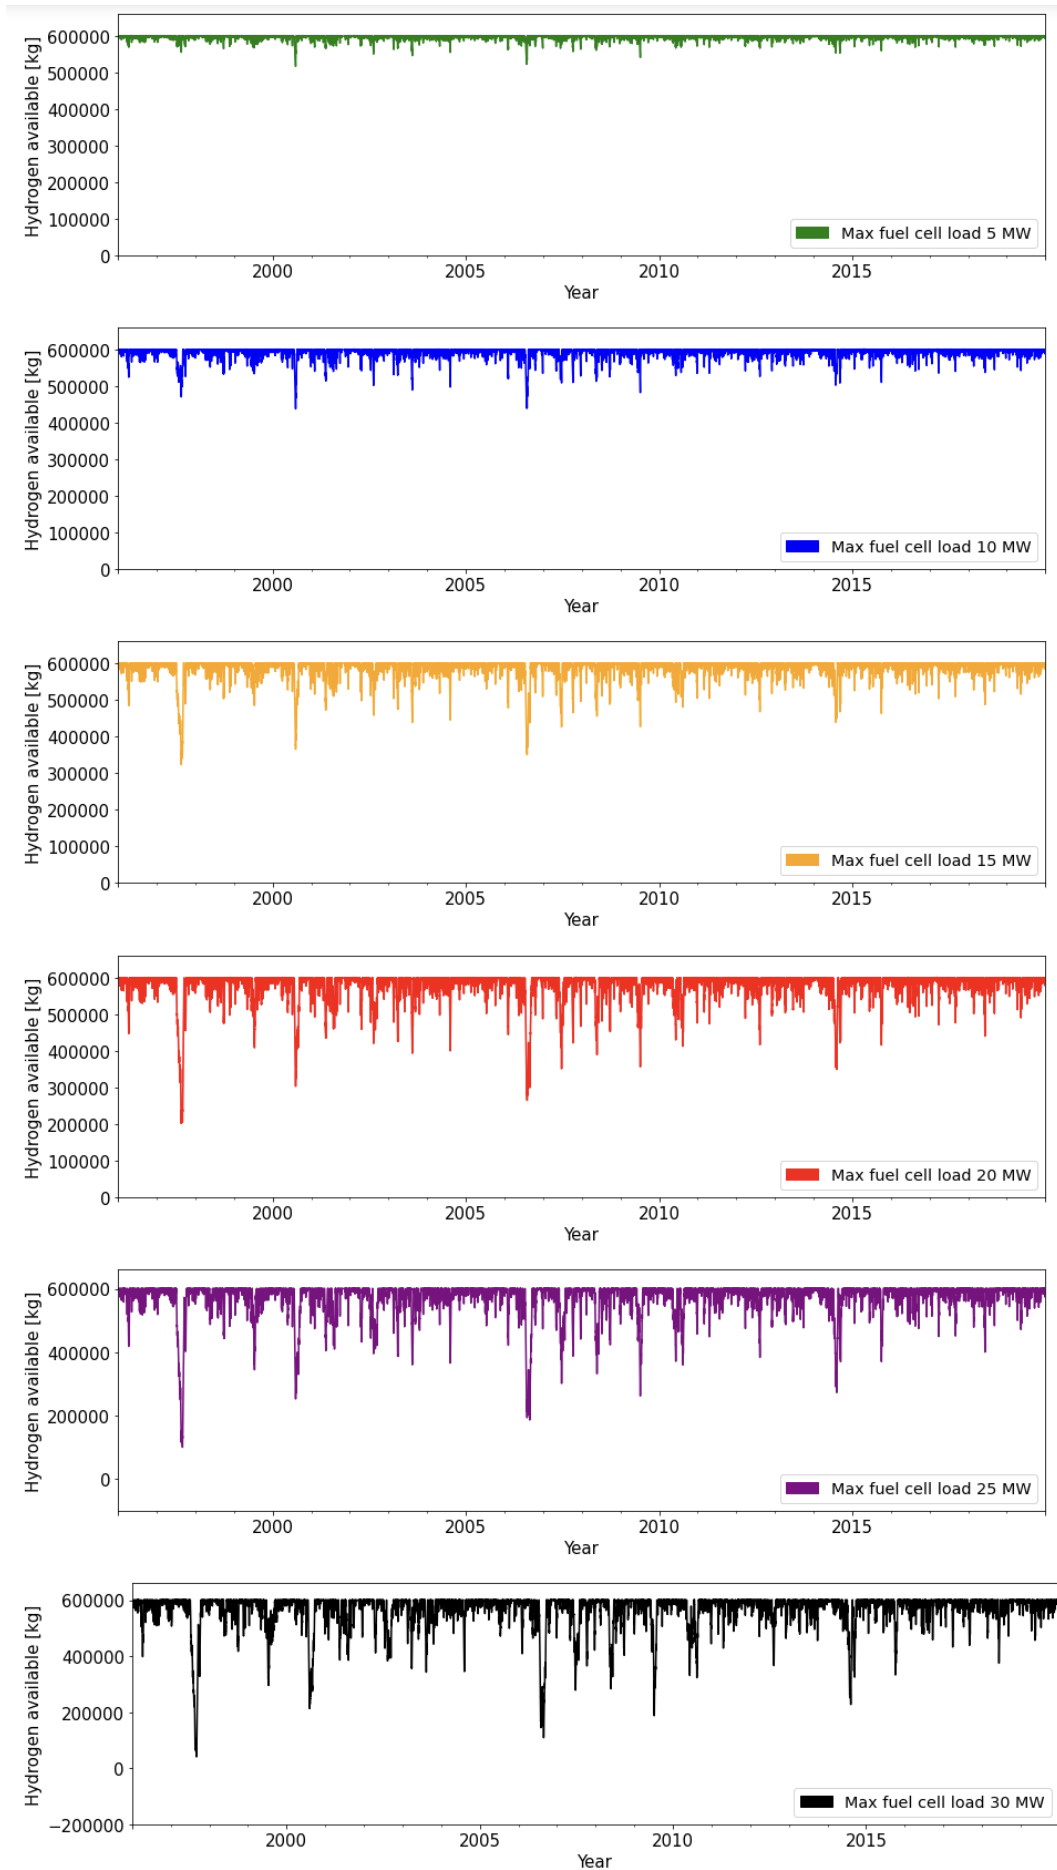 Hydrogen available [kg]
600000
500000
400000
300000
200000
100000
0
Max fuel cell load 5 MW
2000 2005 2010 2015
Year
Hydrogen available [kg]
600000
500000
400000
300000
200000
100000
0
Max fuel cell load 10 MW
2000 2005 2010 2015
Year
Hydrogen available [kg]
600000
500000
400000
300000
200000
100000
0
Max fuel cell load 15 MW
2000 2005 2010 2015
Year
Hydrogen available [kg]
600000
500000
400000
300000
200000
100000
0
Max fuel cell load 20 MW
2000 2005 2010 2015
Year
Hydrogen available [kg]
600000
400000
200000
0
Max fuel cell load 25 MW
2000 2005 2010 2015
Year
Hydrogen available [kg]
600000
400000
200000
0
−200000
Max fuel cell load 30 MW
2000 2005 2010 2015
Year